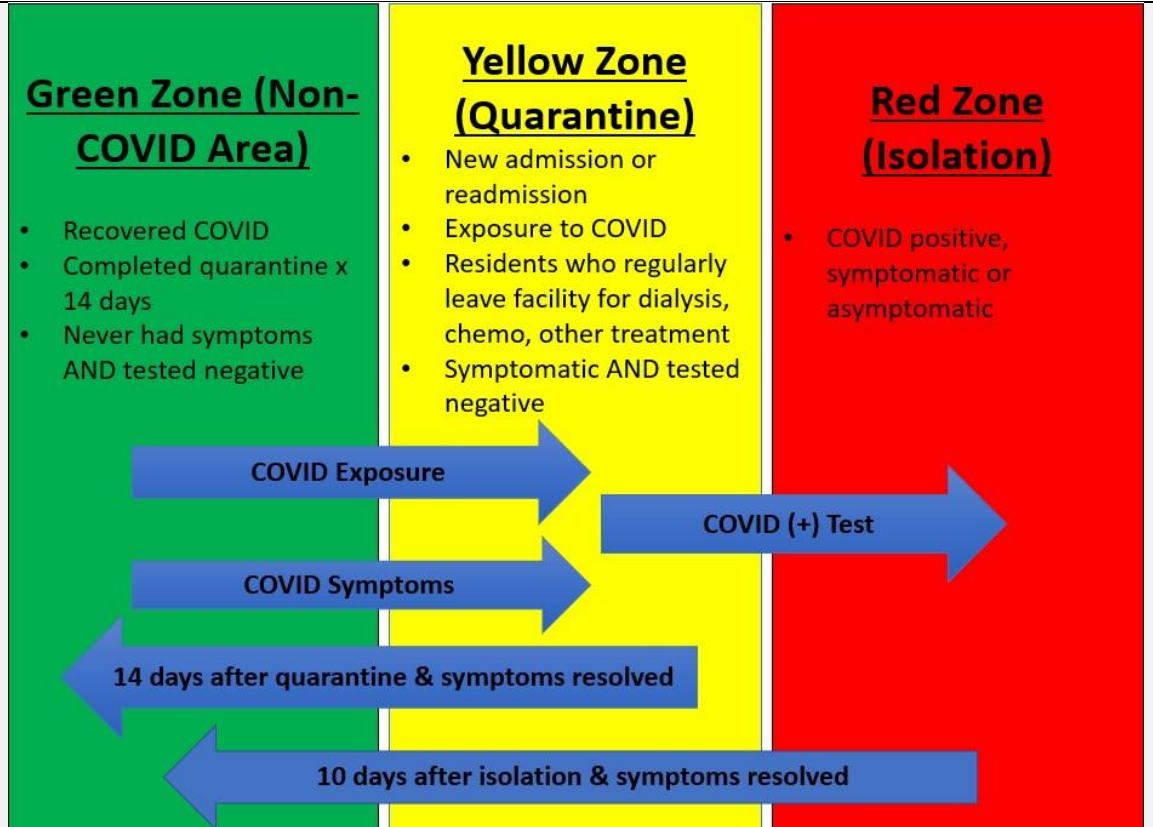 Green Zone (Non-
COVID Area)
• Recovered COVID
• Completed quarantine x
14 days
• Never had symptoms
AND tested negative
Yellow Zone
(Quarantine)
• New admission or
readmission
• Exposure to COVID
• Residents who regularly
leave facility for dialysis,
chemo, other treatment
• Symptomatic AND tested
negative
Red Zone
(Isolation)
• COVID positive,
symptomatic or
asymptomatic
COVID Exposure
COVID (+) Test
COVID Symptoms
14 days after quarantine & symptoms resolved
10 days after isolation & symptoms resolved